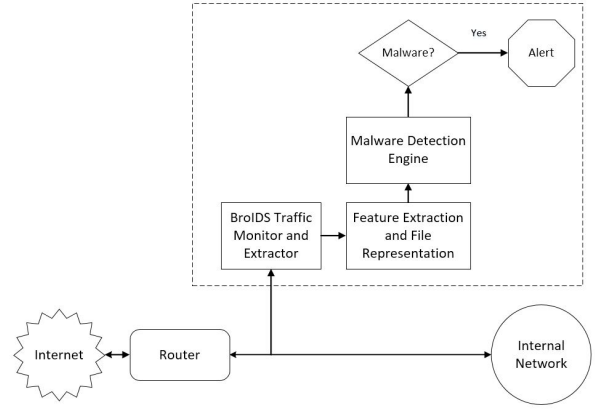 Yes
Malware?
Alert
Malware Detection
Engine
BroIDS Traffic
Monitor and
Extractor
Feature Extraction
and File
Representation
Internet
Router
Internal
Network